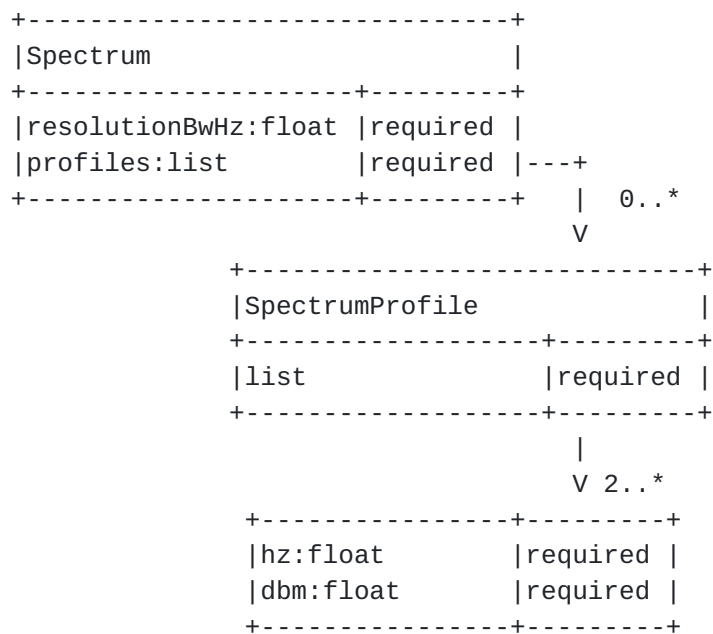 +-------------------------------+
|Spectrum                       |
+---------------------+---------+
|resolutionBwHz:float |required |
|profiles:list        |required |---+
+---------------------+---------+   |  0..*
                                    V
              +-----------------------------+
              |SpectrumProfile              |
              +-------------------+---------+
              |list               |required |
              +-------------------+---------+
                                    |
                                    V 2..*
               +----------------+---------+
               |hz:float        |required |
               |dbm:float       |required |
               +----------------+---------+